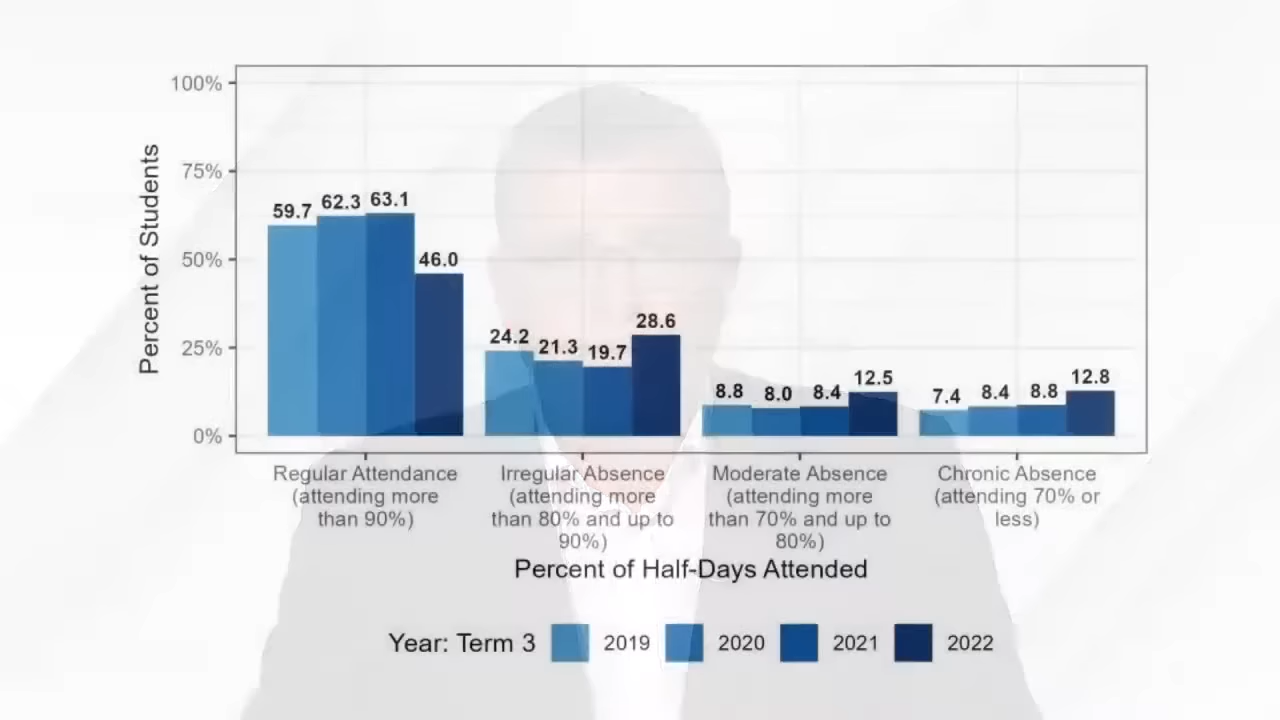 100%
75%
50%
25%
0%
Percent of Students
59.7
62.3
63.1
46.0
24.2
21.3
19.7
28.6
8.8
8.0
8.4
12.5
7.4
8.4
8.8
12.8
Regular Attendance
(attending more
than 90%)
Irregular Absence
(attending more
than 80% and up to
90%)
Moderate Absence
(attending more
than 70% and up to
80%)
Chronic Absence
(attending 70% or
less)
Percent of Half-Days Attended
Year: Term 3 2019 2020 2021 2022